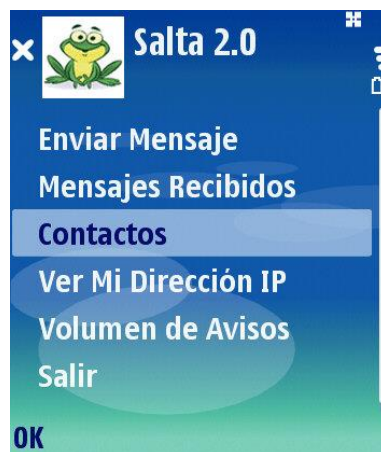 Salta 2.0
Enviar Mensaje
Mensajes Recibidos
Contactos
Ver Mi Dirección IP
Volumen de Avisos
Salir
OK